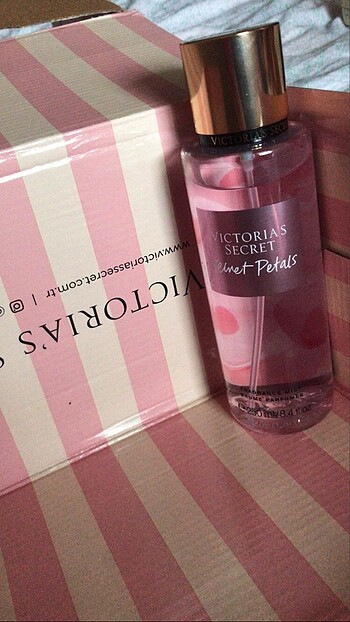 VICTORIA'S SEC
VICTORIA'S
SECRET
Velvet Petals
FRAGRANCE MIST
BRUME PARFUMÉE
250 ml/8.4 fl oz
www.victoriassecret.com.tr |
VICTORIA'S S